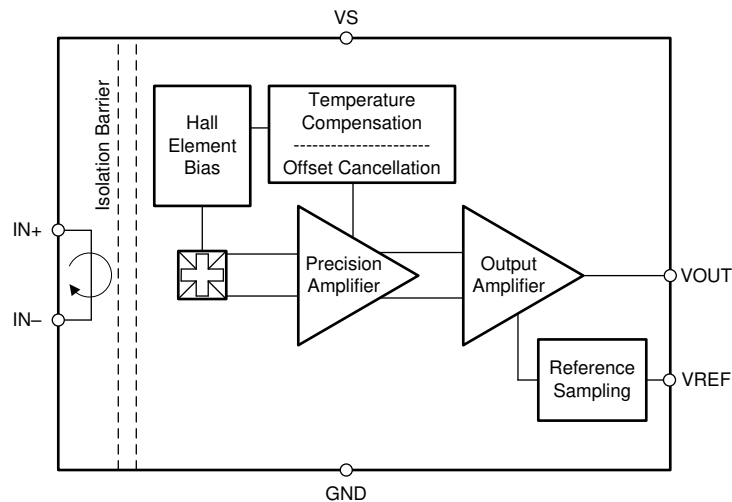 VS
Isolation Barrier
Hall
Element
Bias
Temperature
Compensation
Offset Cancellation
IN+
IN–
Precision
Amplifier
Output
Amplifier
VOUT
Reference
Sampling
VREF
GND